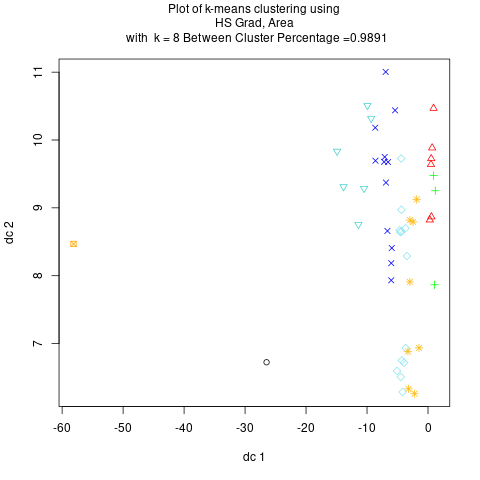 Plot of k-means clustering using
HS Grad, Area
with k = 8 Between Cluster Percentage =0.9891
11
10
9
8
7
dc 2
-60 -50 -40 -30 -20 -10 0
dc 1